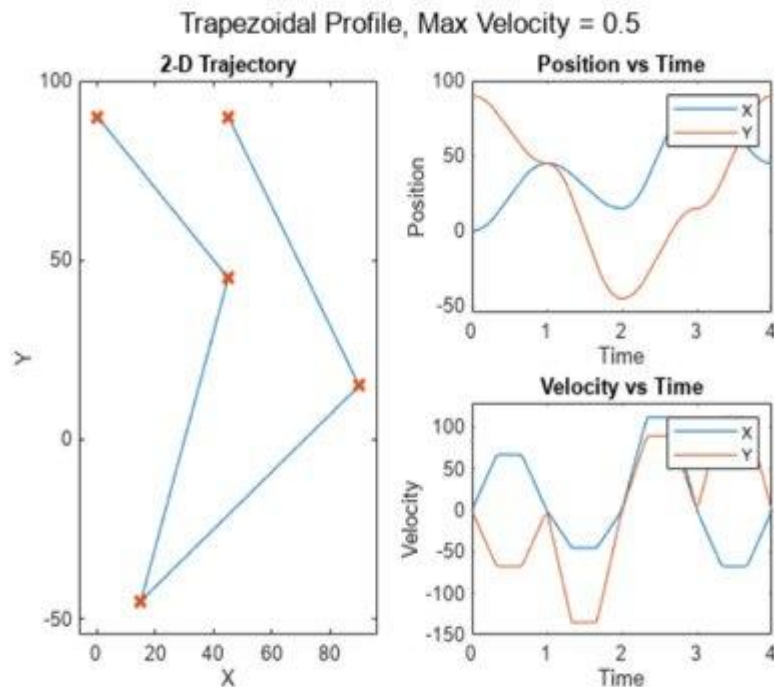 Trapezoidal Profile, Max Velocity = 0.5
2-D Trajectory
100
50
0
-50
Y
0
20
40
60
80
X
Position vs Time
100
50
0
-50
Position
X
Y
0
1
2
3
4
Time
Velocity vs Time
100
50
0
-50
-100
-150
Velocity
X
Y
0
1
2
3
4
Time